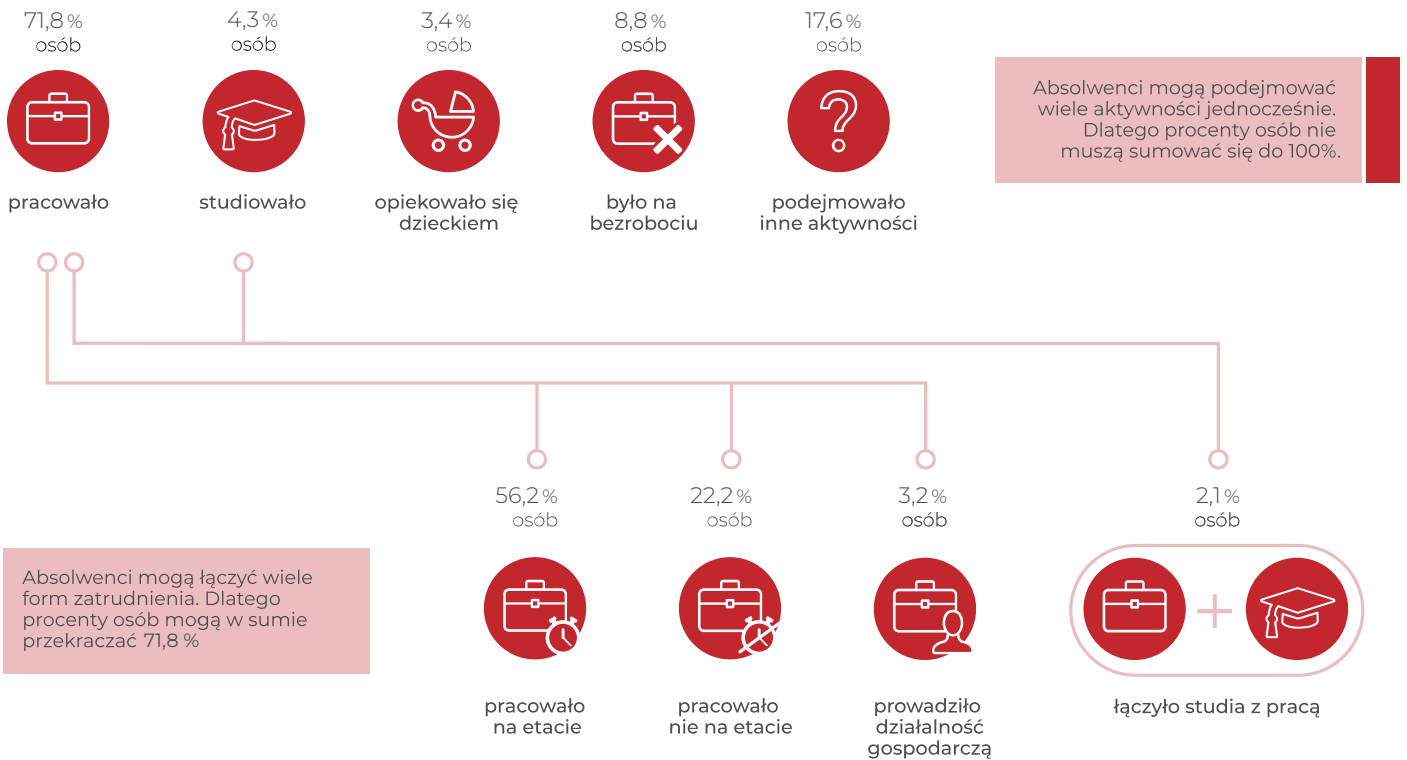 71,8 %
osób
4,3 %
osób
3,4 %
osób
8,8 %
osób
17,6 %
osób
pracowało
studiowało
opiekowało się
dzieckiem
było na
bezrobociu
podejmowało
inne aktywności
Absolwenci mogą podejmować
wiele aktywności jednocześnie.
Dlatego procenty osób nie
muszą sumować się do 100%.
56,2 %
osób
22,2 %
osób
3,2 %
osób
2,1 %
osób
Absolwenci mogą łączyć wiele
form zatrudnienia. Dlatego
procenty osób mogą w sumie
przekraczać 71,8 %
pracowało
na etacie
pracowało
nie na etacie
prowadziło
działalność
gospodarczą
łączyło studia z pracą